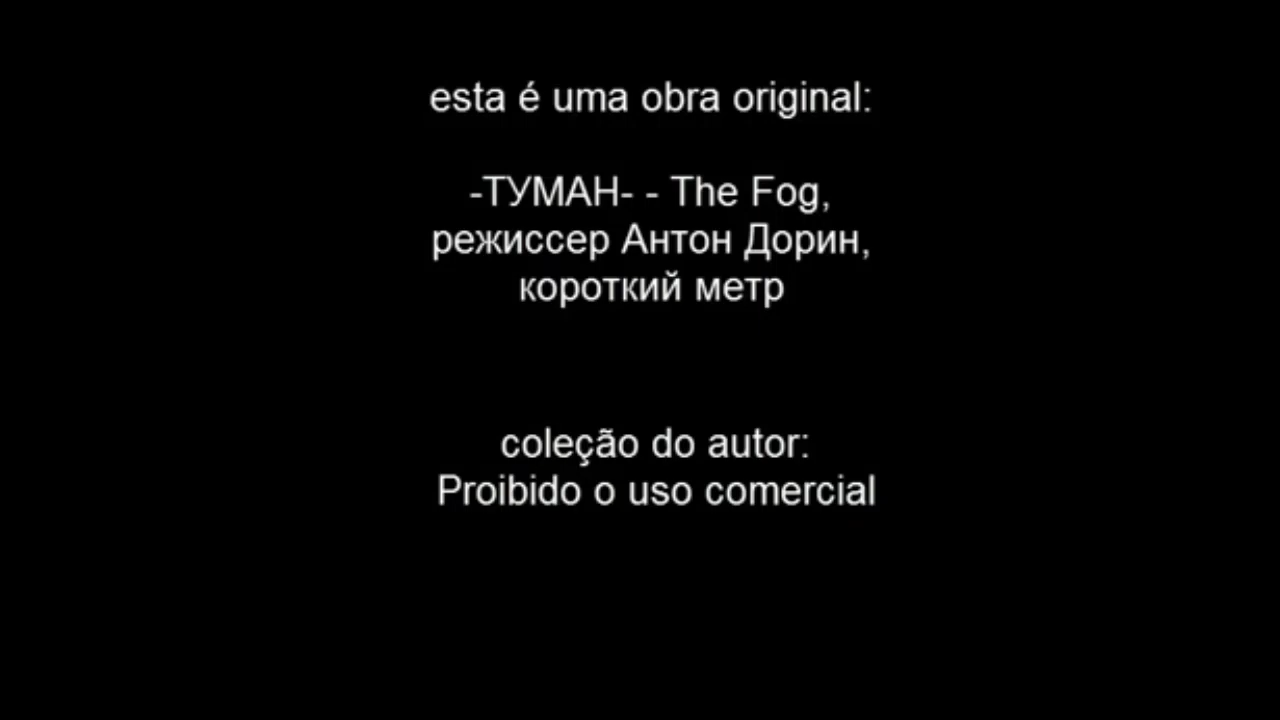 esta é uma obra original:
-ТУМАН- - The Fog,
режиссер Антон Дорин,
короткий метр
coleção do autor:
Proibido o uso comercial